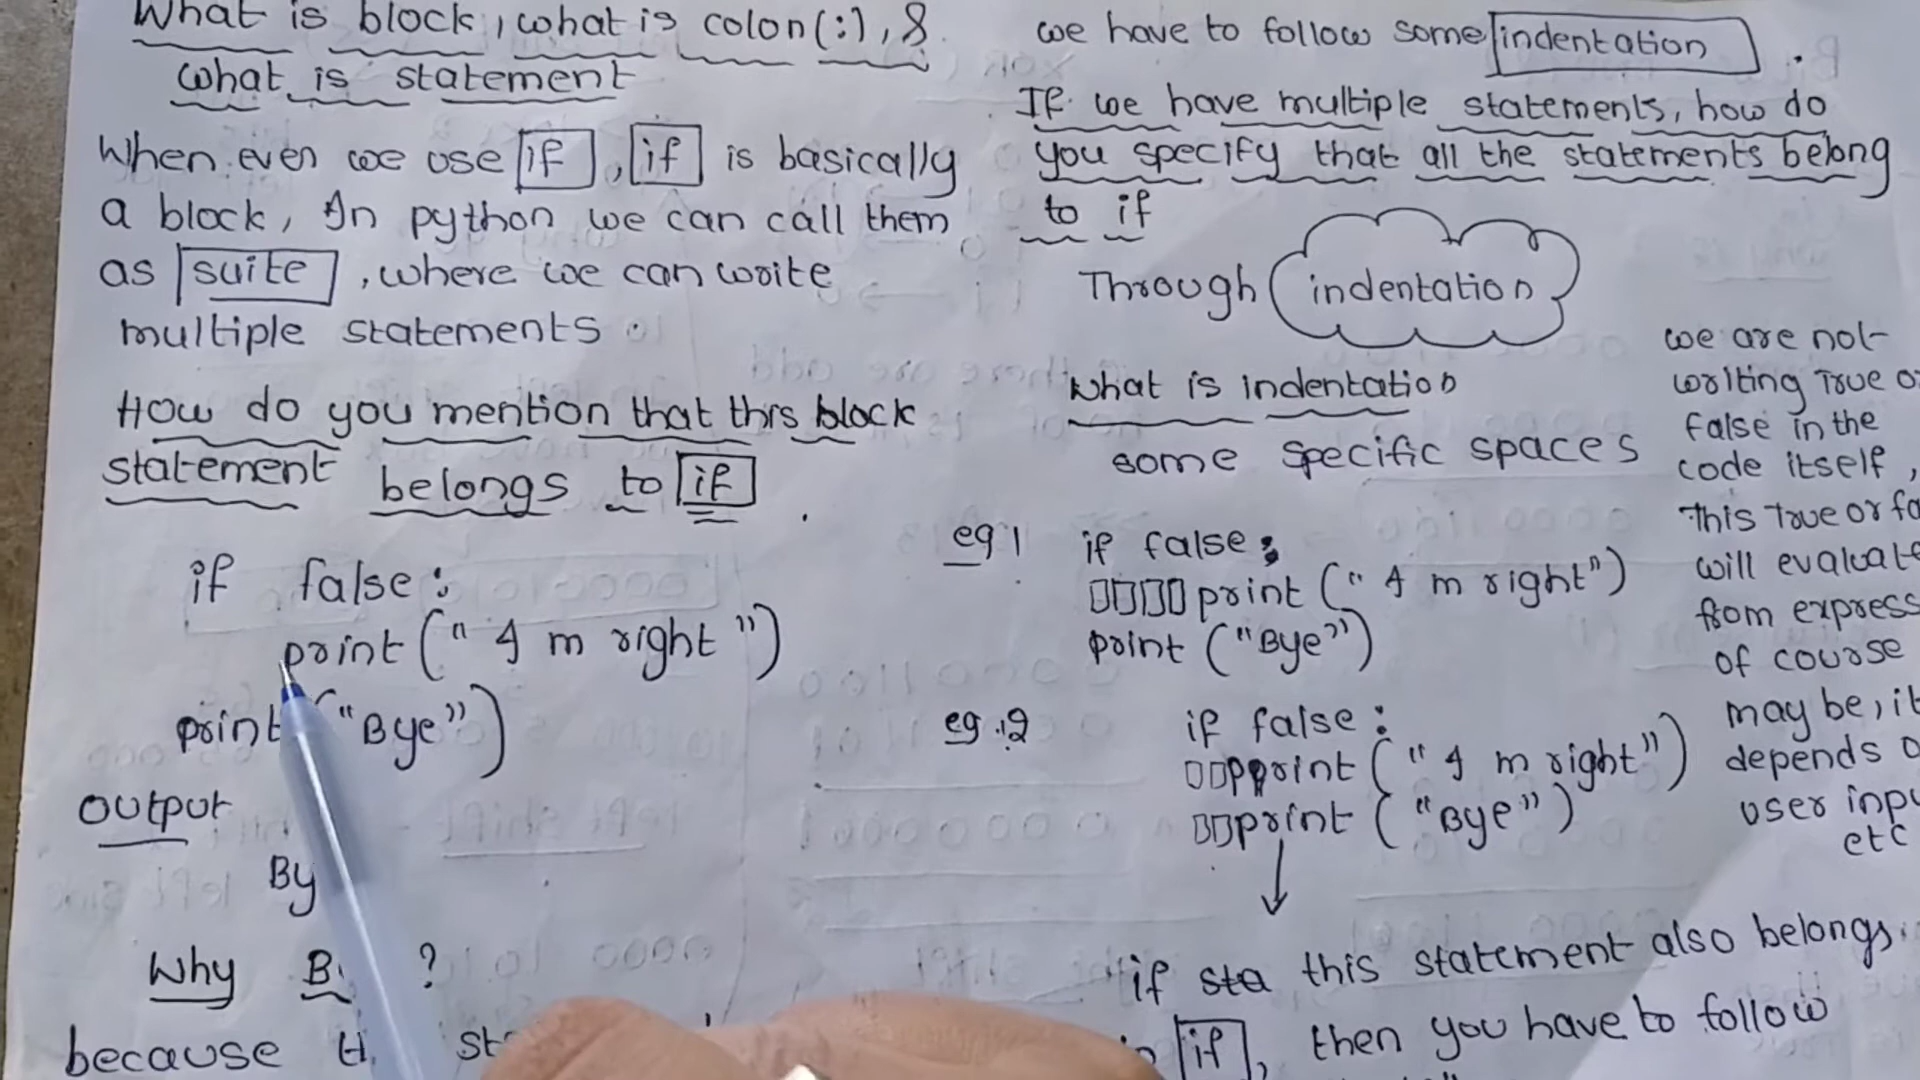 What is block, what is colon(:), &
what is statement
When even we use if, if is basically
a block, In python we can call them
as suite, where we can write
multiple statements.
How do you mention that this block
statement belongs to if
if false:
print(" I m right ")
print("Bye")
output
By
Why B ?
because
we have to follow some indentation.
If we have multiple statements, how do
you specify that all the statements belong
to if
Through indentation
what is indentation
some specific spaces
eg 1 if false:
print(" I m right")
print ("Bye")
eg.2 if false:
print(" I m right")
print ("Bye")
if sta this statement also belongs
if, then you have to follow
we are not
writing True o
false in the
code itself,
This True or fa
will evaluate
from express
of course
may be, it
depends o
user inpu
etc